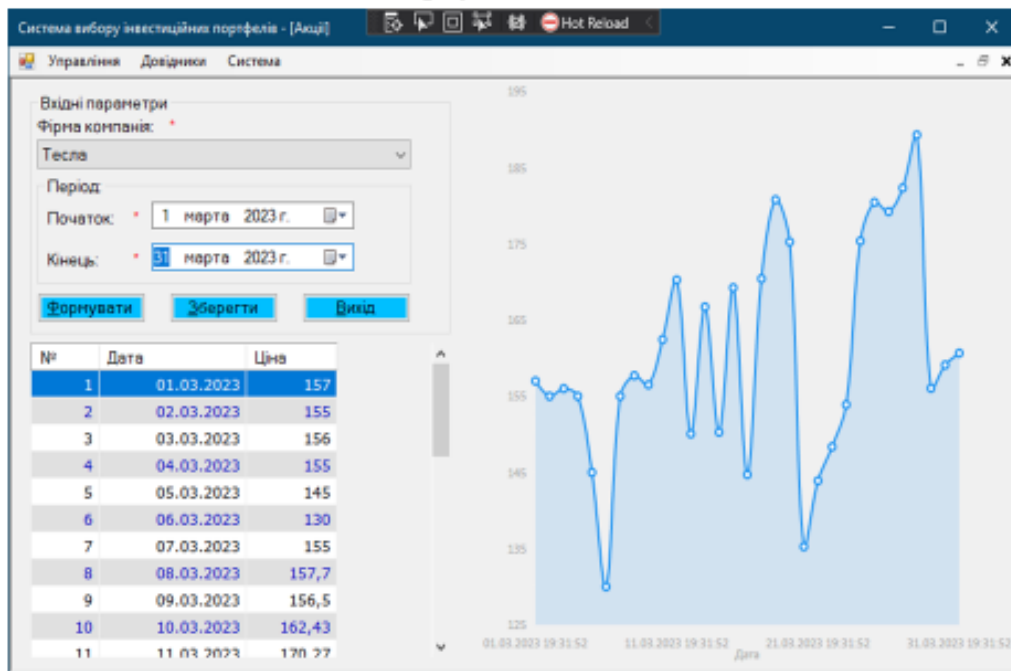 Система вибору інвестиційних портфелів - [Акції]
Hot Reload
Управління Довідники Система
Вхідні параметри
Фірма компанія: *
Тесла
Період:
Початок: * 1 марта 2023 г.
Кінець: * 31 марта 2023 г.
Формувати Зберегти Вихід
№ Дата Ціна
1 01.03.2023 157
2 02.03.2023 155
3 03.03.2023 156
4 04.03.2023 155
5 05.03.2023 145
6 06.03.2023 130
7 07.03.2023 155
8 08.03.2023 157,7
9 09.03.2023 156,5
10 10.03.2023 162,43
11 11.03.2023 170,27
195
185
175
165
155
145
135
125
01.03.2023 19:31:52 11.03.2023 19:31:52 21.03.2023 19:31:52 31.03.2023 19:31:52
Дата